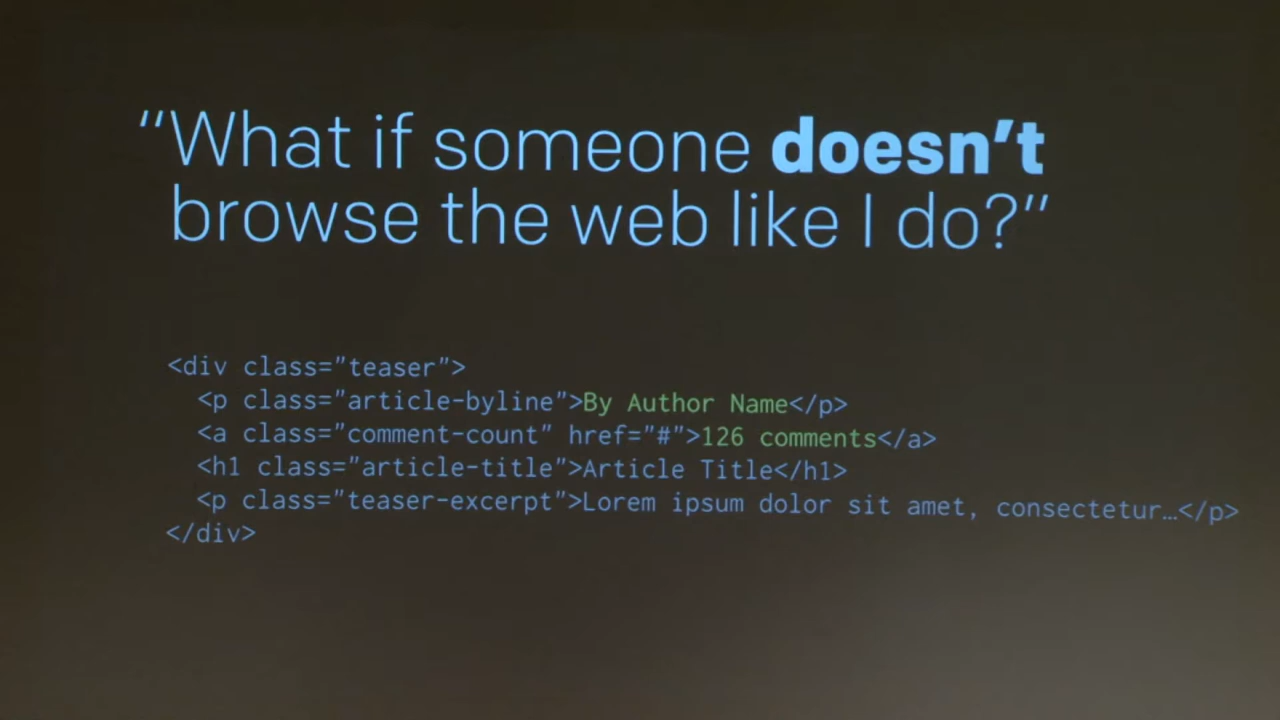 “What if someone doesn’t
browse the web like I do?”
<div class="teaser">
<p class="article-byline">By Author Name</p>
<a class="comment-count" href="#">126 comments</a>
<h1 class="article-title">Article Title</h1>
<p class="teaser-excerpt">Lorem ipsum dolor sit amet, consectetur…</p>
</div>